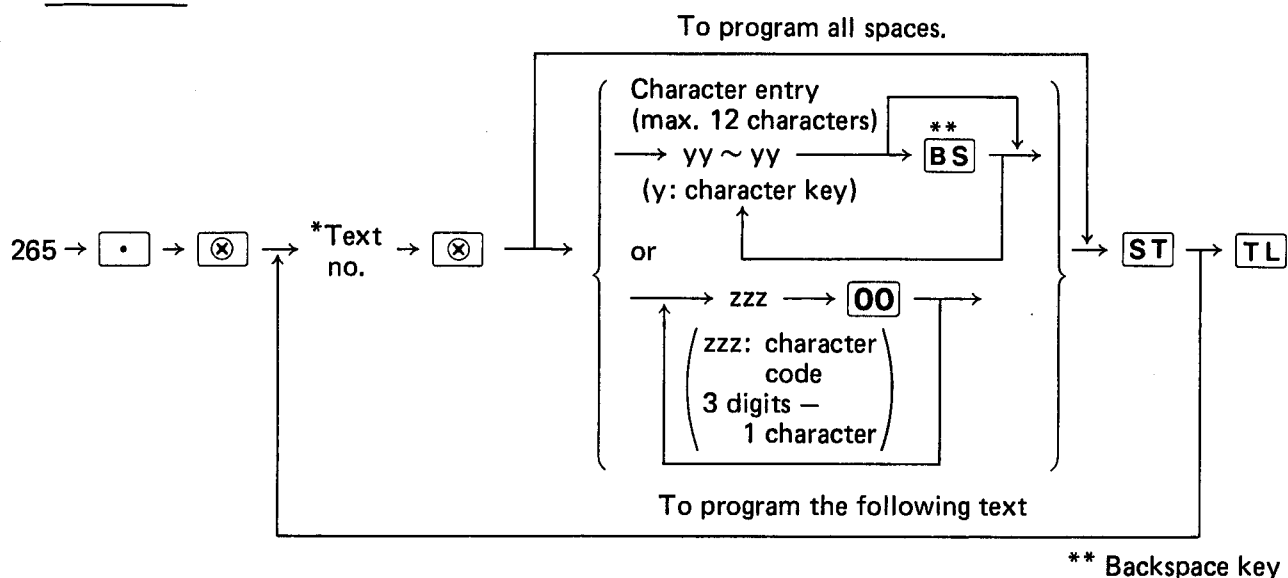 To program all spaces.
Character entry
(max. 12 characters)
**
yy ~ yy
BS
(y: character key)
265 → • → ⊗ → *Text no. → ⊗
or
ST → TL
zzz → 00
(zzz: character
code
3 digits —
1 character)
To program the following text
** Backspace key